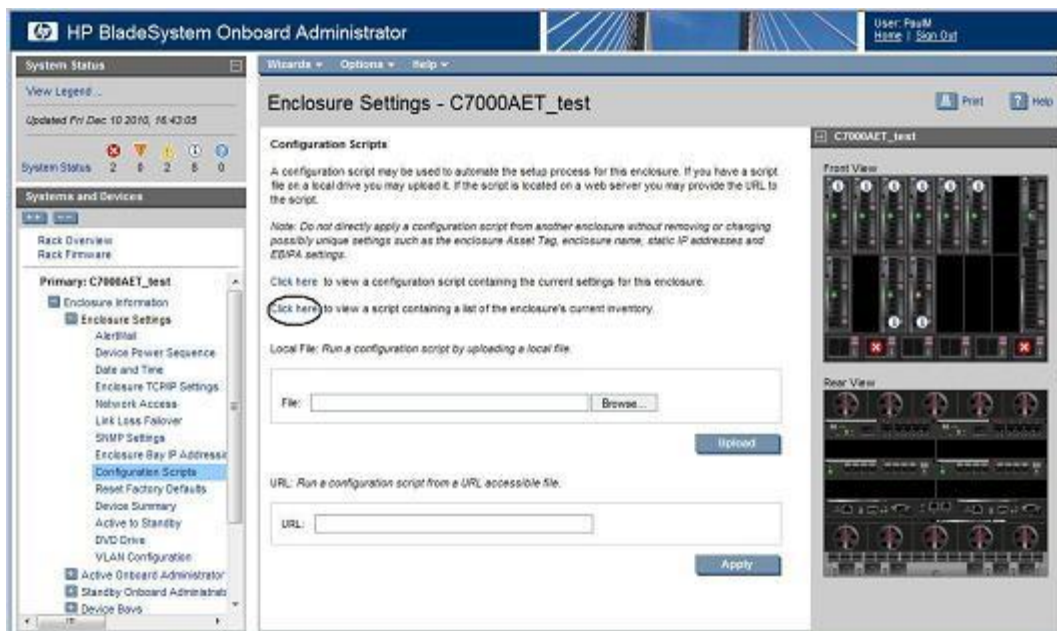 HP BladeSystem Onboard Administrator
User: PaulM
Home | Sign Out
System Status
View Legend ...
Updated Fri Dec 10 2010, 16:43:05
System Status 2 6 2 8 0
Systems and Devices
Rack Overview
Rack Firmware
Primary: C7000AET_test
Enclosure Information
Enclosure Settings
AlertMail
Device Power Sequence
Date and Time
Enclosure TCP/IP Settings
Network Access
Link Loss Failover
SNMP Settings
Enclosure Bay IP Addressin
Configuration Scripts
Reset Factory Defaults
Device Summary
Active to Standby
DVD Drive
VLAN Configuration
Active Onboard Administrator
Standby Onboard Administrato
Device Bays
Wizards
Options
Help
Enclosure Settings - C7000AET_test
Print
Help
Configuration Scripts
A configuration script may be used to automate the setup process for this enclosure. If you have a script
file on a local drive you may upload it. If the script is located on a web server you may provide the URL to
the script.
Note: Do not directly apply a configuration script from another enclosure without removing or changing
possibly unique settings such as the enclosure Asset Tag, enclosure name, static IP addresses and
EBIPA settings.
Click here to view a configuration script containing the current settings for this enclosure.
Click here to view a script containing a list of the enclosure's current inventory.
Local File: Run a configuration script by uploading a local file.
File:
Browse...
Upload
URL: Run a configuration script from a URL accessible file.
URL:
Apply
C7000AET_test
Front View
Rear View